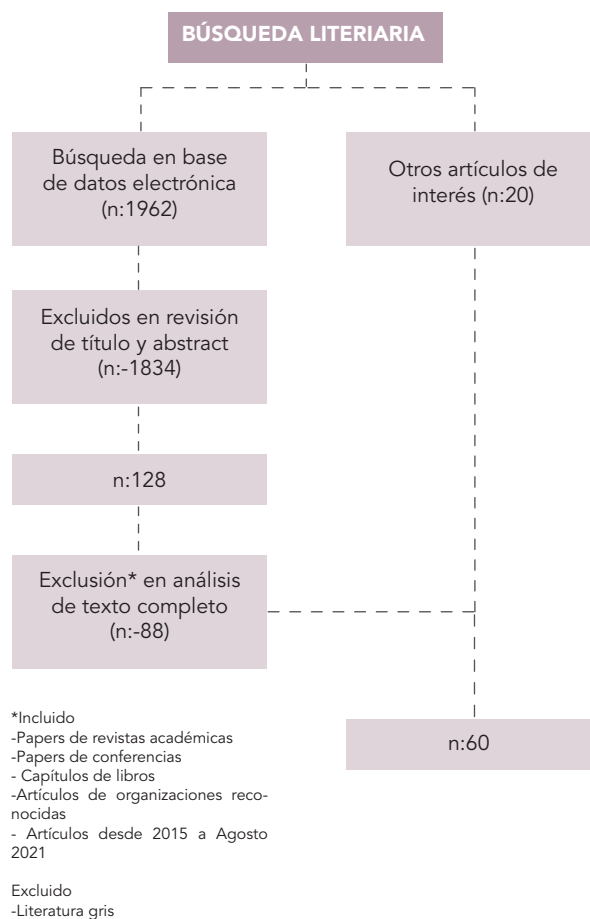 BÚSQUEDA LITERIARIA
Búsqueda en base
de datos electrónica
(n:1962)
Otros artículos de
interés (n:20)
Excluidos en revisión
de título y abstract
(n:-1834)
n:128
Exclusión* en análisis
de texto completo
(n:-88)
n:60
*Incluido
-Papers de revistas académicas
-Papers de conferencias
- Capítulos de libros
-Artículos de organizaciones reco-
nocidas
- Artículos desde 2015 a Agosto
2021
Excluido
-Literatura gris